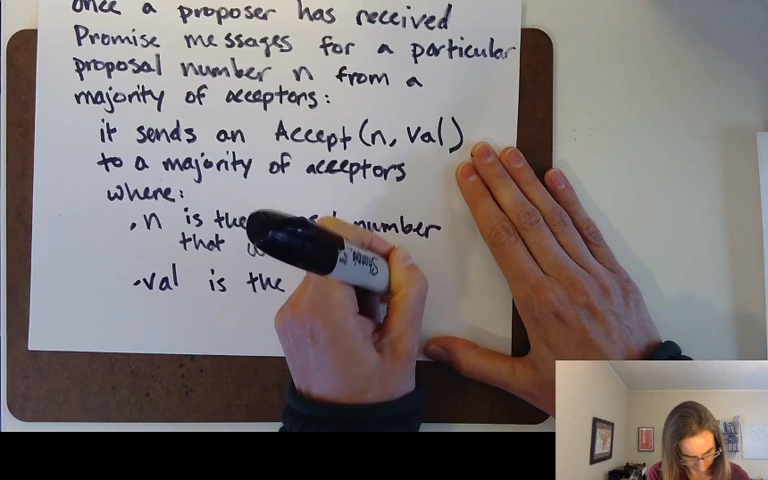 Once a proposer has received
Promise messages for a particular
proposal number n from a
majority of acceptors:
it sends an Accept(n, val)
to a majority of acceptors
where:
. n is the number
that
. val is the
Sharpie